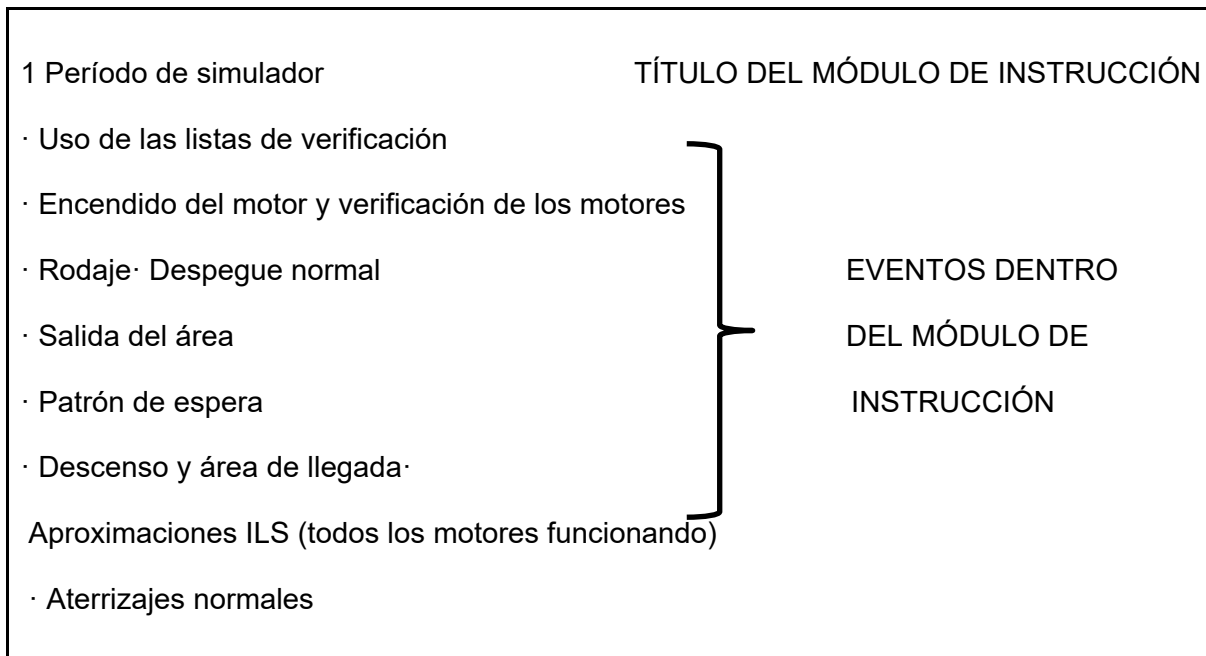 1 Período de simulador TÍTULO DEL MÓDULO DE INSTRUCCIÓN
· Uso de las listas de verificación
· Encendido del motor y verificación de los motores
· Rodaje· Despegue normal EVENTOS DENTRO
· Salida del área DEL MÓDULO DE
· Patrón de espera INSTRUCCIÓN
· Descenso y área de llegada·
Aproximaciones ILS (todos los motores funcionando)
· Aterrizajes normales